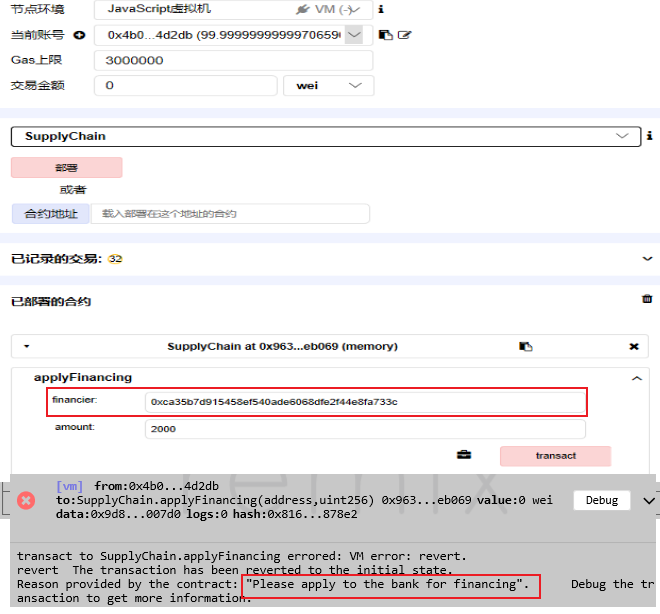 节点环境 JavaScript虚拟机 VM (-)
当前账号 0x4b0...4d2db (99.9999999999970659
Gas上限 3000000
交易金额 0 wei
SupplyChain
部署
或者
合约地址 载入部署在这个地址的合约
已记录的交易: 32
已部署的合约
SupplyChain at 0x963...eb069 (memory)
applyFinancing
financier: 0xca35b7d915458ef540ade6068dfe2f44e8fa733c
amount: 2000
transact
remix
[vm] from:0x4b0...4d2db
to:SupplyChain.applyFinancing(address,uint256) 0x963...eb069 value:0 wei Debug
data:0x9d8...007d0 logs:0 hash:0x816...878e2
transact to SupplyChain.applyFinancing errored: VM error: revert.
revert The transaction has been reverted to the initial state.
Reason provided by the contract: "Please apply to the bank for financing". Debug the tr
ansaction to get more information.